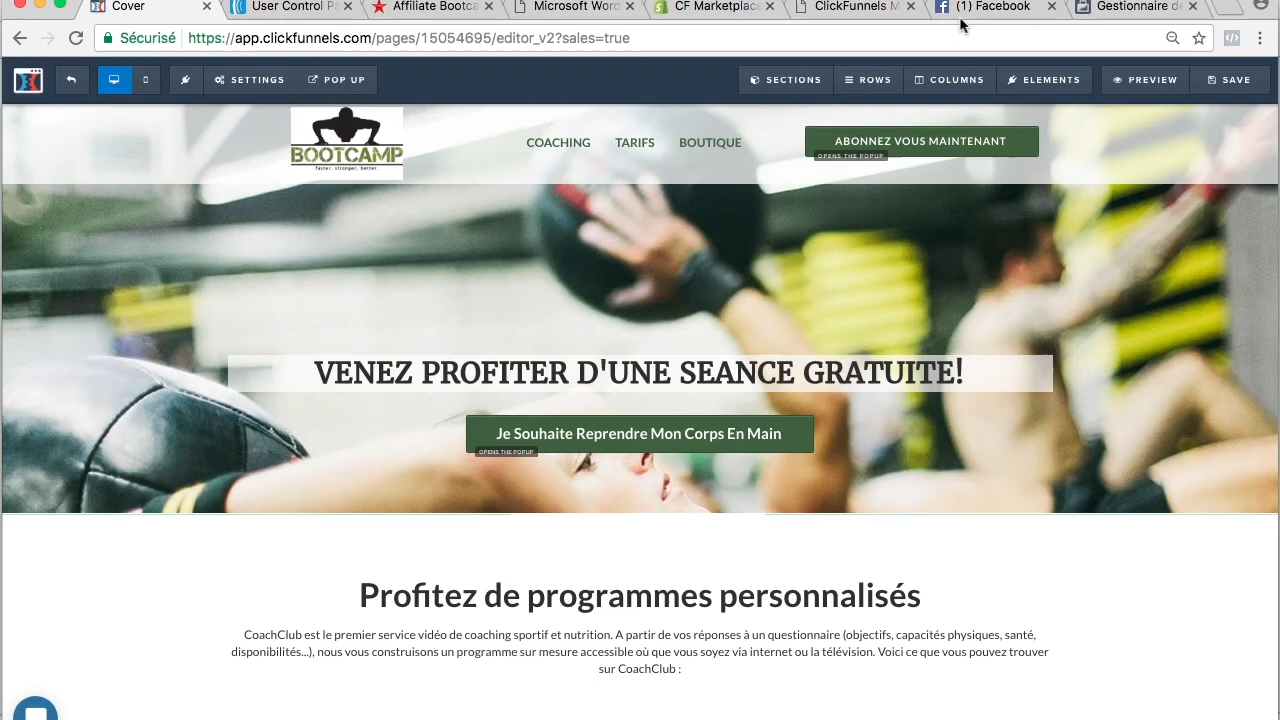 Cover
User Control Pa
Affiliate Bootca
Microsoft Word
CF Marketplace
ClickFunnels M
(1) Facebook
Gestionnaire de
Sécurisé
https://app.clickfunnels.com/pages/15054695/editor_v2?sales=true
SETTINGS
POP UP
SECTIONS
ROWS
COLUMNS
ELEMENTS
PREVIEW
SAVE
BOOTCAMP
faster. stronger. better.
COACHING
TARIFS
BOUTIQUE
ABONNEZ VOUS MAINTENANT
OPENS THE POPUP
VENEZ PROFITER D'UNE SEANCE GRATUITE!
Je Souhaite Reprendre Mon Corps En Main
OPENS THE POPUP
Profitez de programmes personnalisés
CoachClub est le premier service vidéo de coaching sportif et nutrition. A partir de vos réponses à un questionnaire (objectifs, capacités physiques, santé,
disponibilités...), nous vous construisons un programme sur mesure accessible où que vous soyez via internet ou la télévision. Voici ce que vous pouvez trouver
sur CoachClub :